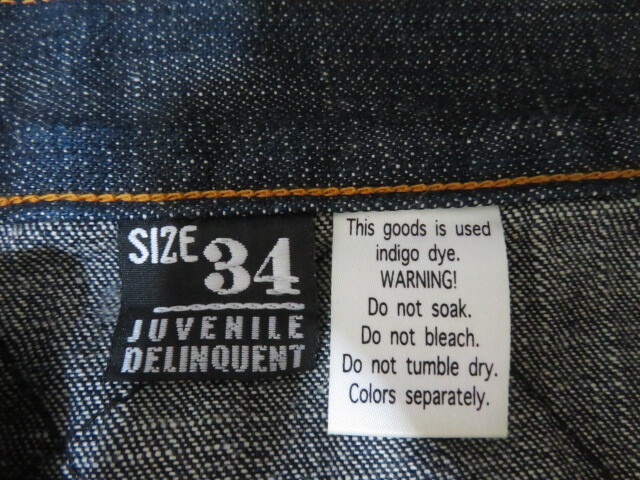 SIZE 34
JUVENILE
DELINQUENT
This goods is used
indigo dye.
WARNING!
Do not soak.
Do not bleach.
Do not tumble dry.
Colors separately.